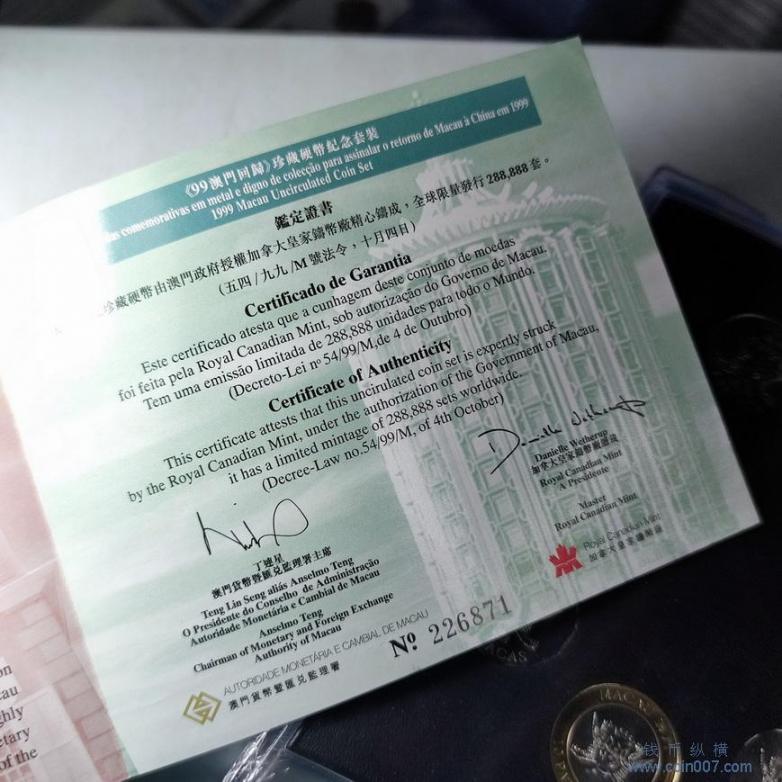 《99澳門回歸》珍藏硬幣紀念套裝
comemorativas em metal e digno de colecção para assinalar o retorno de Macau à China em 1999
1999 Macau Uncirculated Coin Set
鑑定證書
珍藏硬幣由澳門政府授權加拿大皇家鑄幣廠精心鑄成，全球限量發行288,888套。
(五四/九九/M號法令，十月四日)
Certificado de Garantia
Este certificado atesta que a cunhagem deste conjunto de moedas
foi feita pela Royal Canadian Mint, sob autorização do Governo de Macau.
Tem uma emissão limitada de 288,888 unidades para todo o Mundo.
(Decreto-Lei nº 54/99/M,de 4 de Outubro)
Certificate of Authenticity
This certificate attests that this uncirulated coin set is expertly struck
by the Royal Canadian Mint, under the authorization of the Government of Macau,
it has a limited mintage of 288,888 sets worldwide.
(Decree-Law no.54/99/M, of 4th October)
丁連星
澳門貨幣暨匯兌監理署主席
Teng Lin Seng aliás Anselmo Teng
O Presidente do Conselho de Administração
Autoridade Monetária e Cambial de Macau
Anselmo Teng
Chairman of Monetary and Foreign Exchange
Authority of Macau
Danielle Wetherup
加拿大皇家鑄幣廠
Royal Canadian Mint
A Presidente
Master
Royal Canadian Mint
Royal Canadian Mint
加拿大皇家鑄幣廠
AUTORIDADE MONETÁRIA E CAMBIAL DE MACAU
澳門貨幣暨匯兌監理署
Nº 226871
on
cau
ghly
etary
of the
MACAU
钱币纵横
www.coin007.com